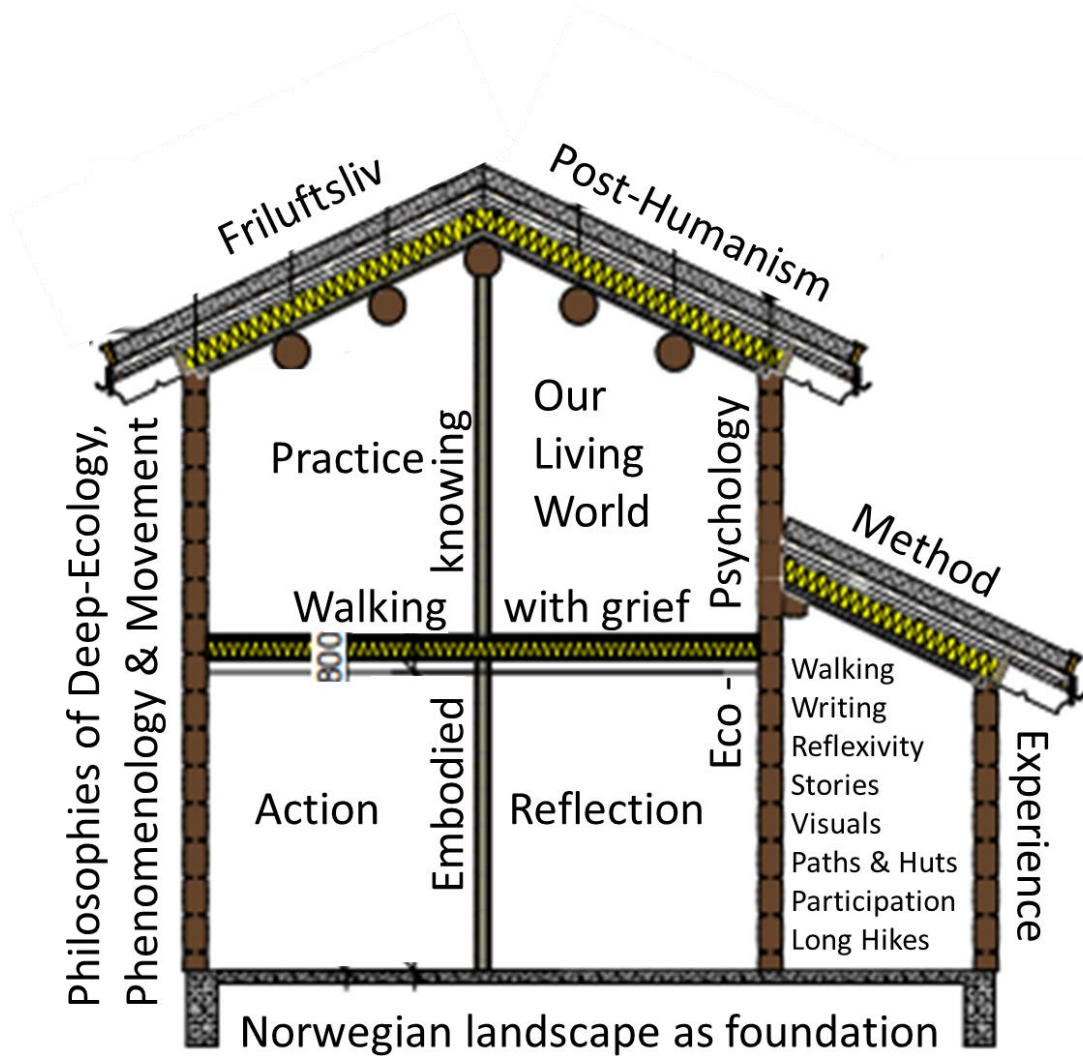 Friluftsliv
Post-Humanism
Philosophies of Deep-Ecology,
Phenomenology & Movement
Practice
knowing
Our
Living
World
Psychology
Method
Walking
with grief
800
Eco -
Embodied
Action
Reflection
Walking
Writing
Reflexivity
Stories
Visuals
Paths & Huts
Participation
Long Hikes
Experience
Norwegian landscape as foundation